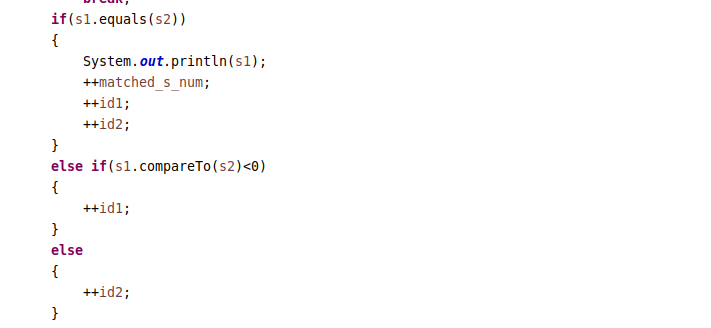 break;
if(s1.equals(s2))
{
System.out.println(s1);
++matched_s_num;
++id1;
++id2;
}
else if(s1.compareTo(s2)<0)
{
++id1;
}
else
{
++id2;
}